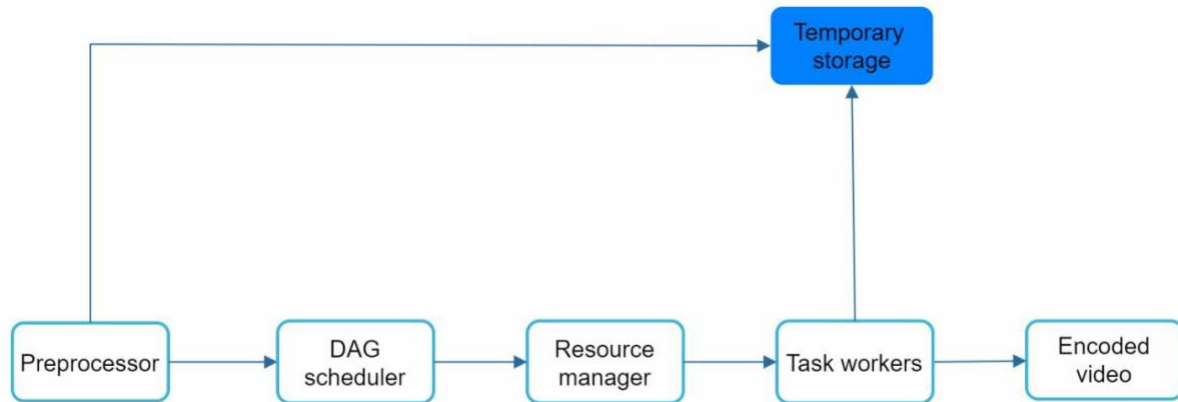 Temporary
storage
Preprocessor
DAG
scheduler
Resource
manager
Task workers
Encoded
video